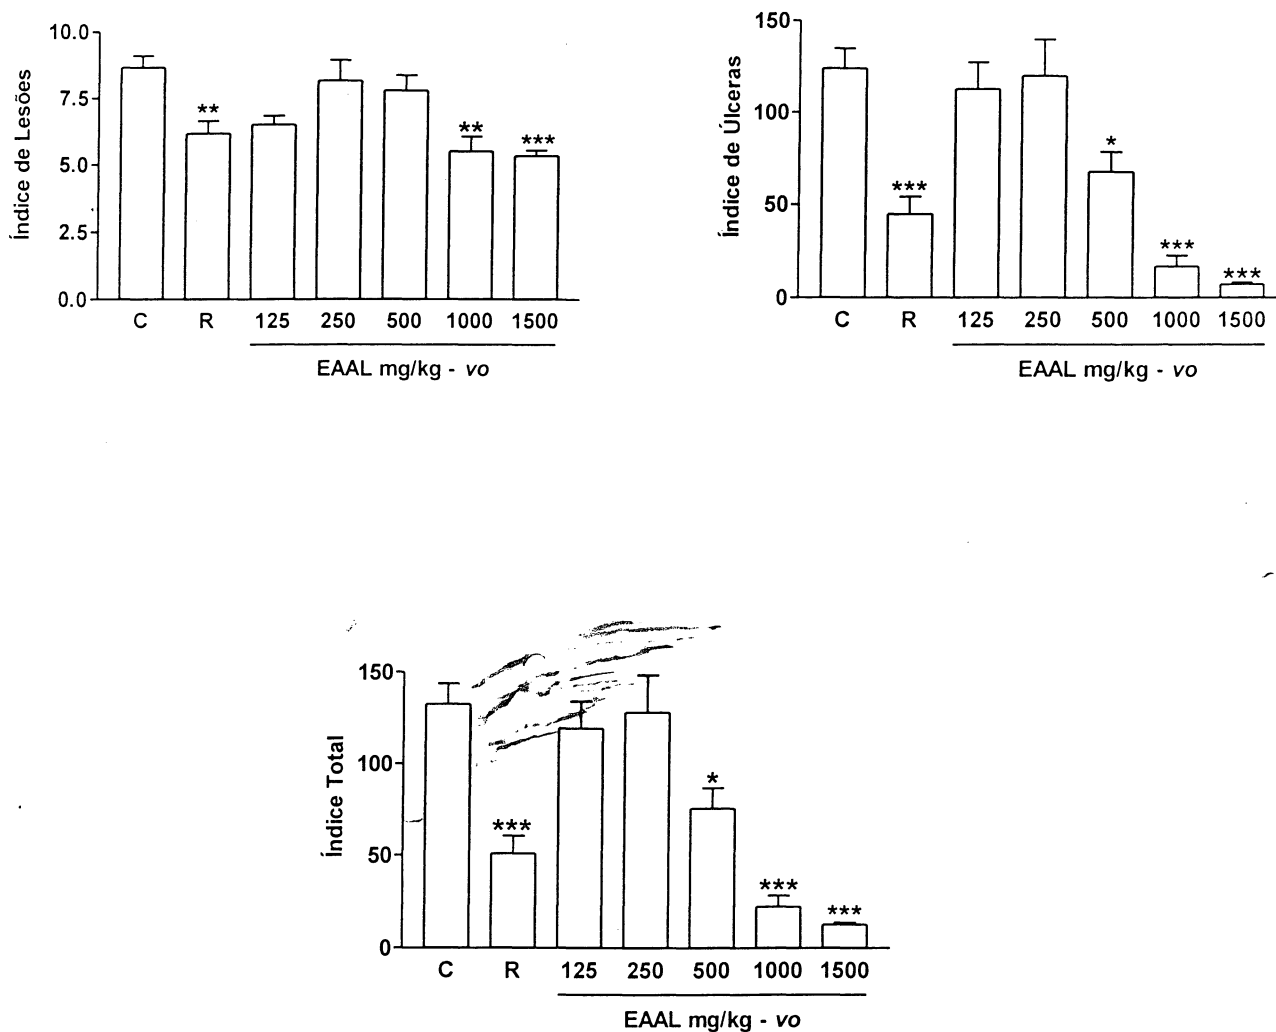 Índice de Lesões
10.0
7.5
5.0
2.5
0.0
**
**
***
C R 125 250 500 1000 1500
EAAL mg/kg - vo
Índice de Úlceras
150
100
50
0
***
*
***
***
C R 125 250 500 1000 1500
EAAL mg/kg - vo
Índice Total
150
100
50
0
***
*
***
***
C R 125 250 500 1000 1500
EAAL mg/kg - vo